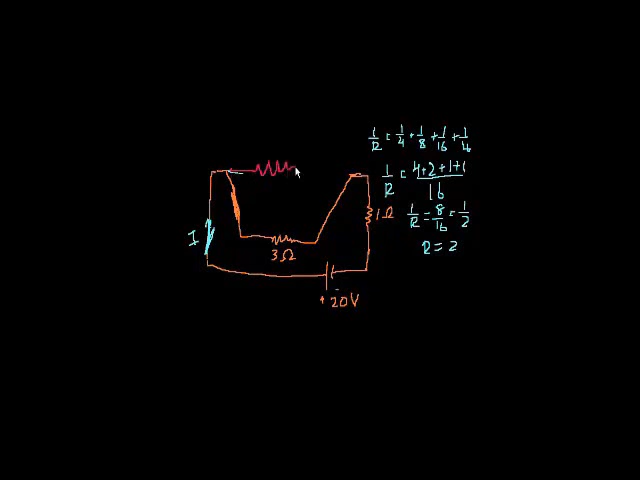 1/R = 1/4 + 1/8 + 1/16 + 1/4
1/R = 4+2+1+1/16
1/R = 8/16 = 1/2
R = 2
1Ω
I
3Ω
+ - 20V